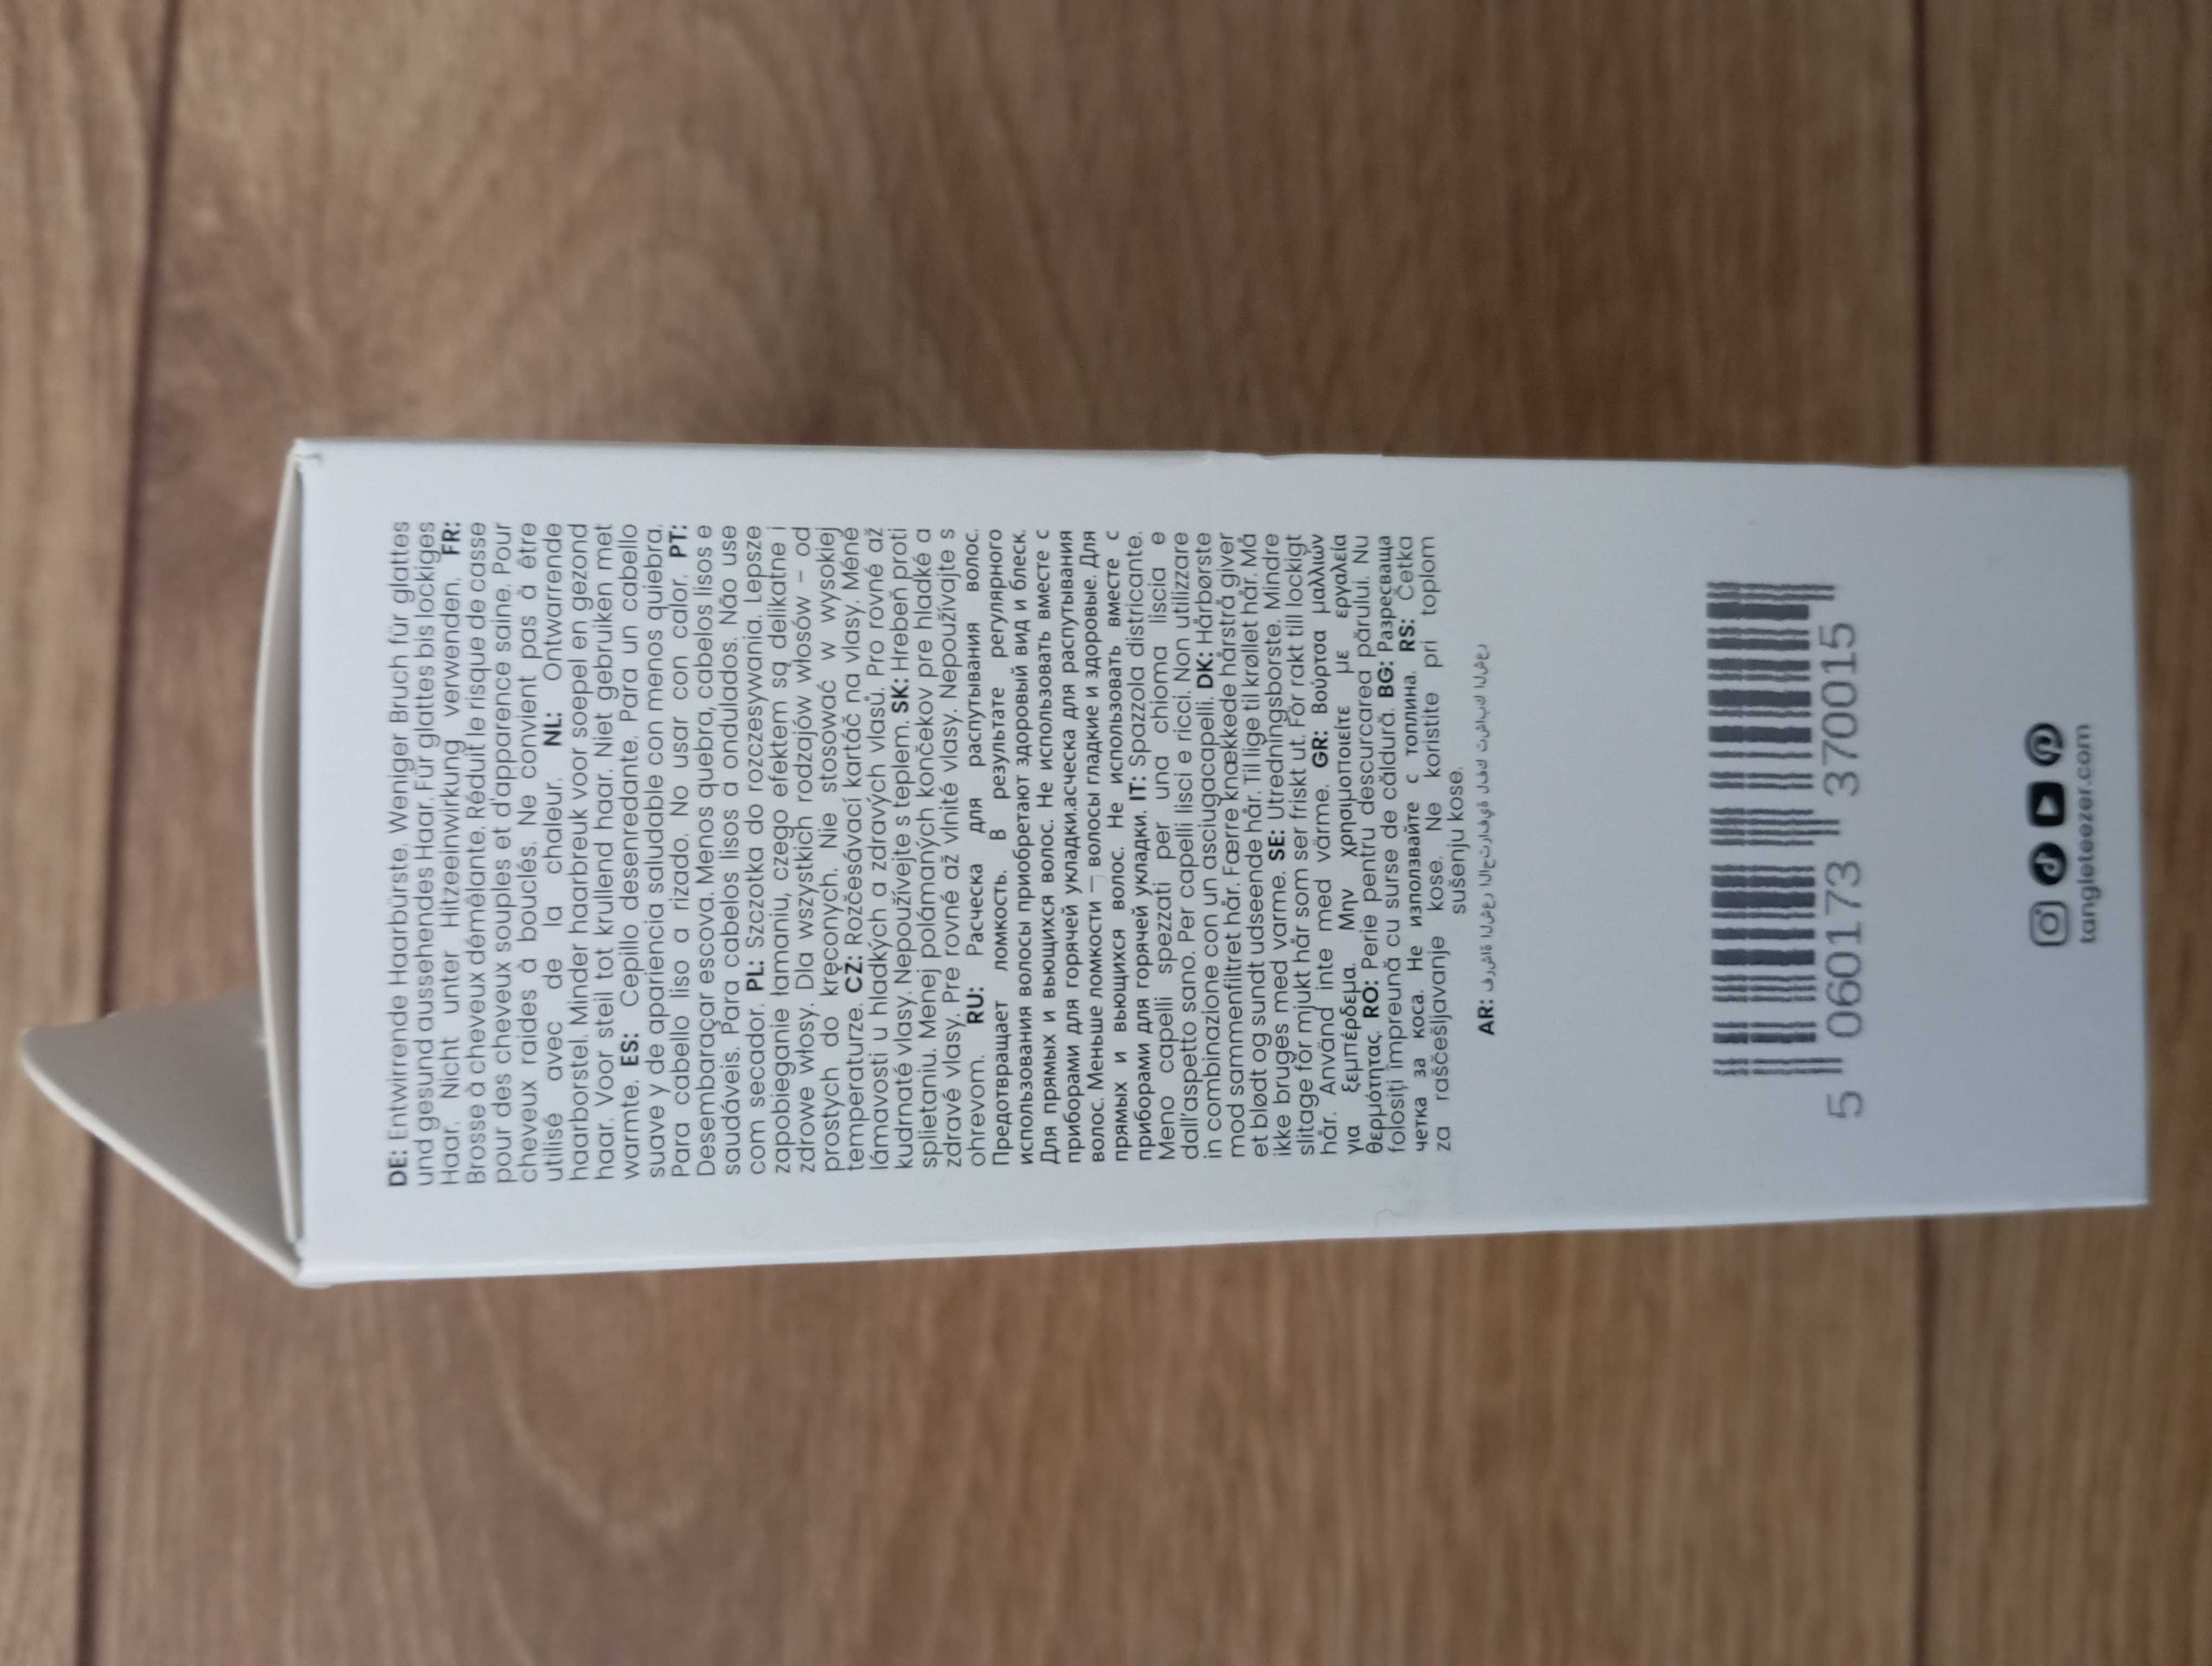 DE: Entwirrende Haarbürste. Weniger Bruch für glattes
und gesund aussehendes Haar. Für glattes bis lockiges
Haar. Nicht unter Hitzeeinwirkung verwenden. FR:
Brosse à cheveux démêlante. Réduit le risque de casse
pour des cheveux souples et d'apparence saine. Pour
cheveux raides à bouclés. Ne convient pas à être
utilisé avec de la chaleur. NL: Ontwarrende
haarborstel. Minder haarbreuk voor soepel en gezond
haar. Voor steil tot krullend haar. Niet gebruiken met
warmte. ES: Cepillo desenredante. Para un cabello
suave y de apariencia saludable con menos quiebra.
Para cabello liso a rizado. No usar con calor. PT:
Desembaraçar escova. Menos quebra, cabelos lisos e
saudáveis. Para cabelos lisos a ondulados. Não use
com secador. PL: Szczotka do rozczesywania. Lepsze
zapobieganie łamaniu, czego efektem są delikatne i
zdrowe włosy. Dla wszystkich rodzajów włosów – od
prostych do kręconych. Nie stosować w wysokiej
temperaturze. CZ: Rozčesávací kartáč na vlasy. Méně
lámavosti u hladkých a zdravých vlasů. Pro rovné až
kudrnaté vlasy. Nepoužívejte s teplem. SK: Hrebeň proti
splietaniu. Menej polámaných končekov pre hladké a
zdravé vlasy. Pre rovné až vlnité vlasy. Nepoužívajte s
ohrevom. RU: Расческа для распутывания волос.
Предотвращает ломкость. В результате регулярного
использования волосы приобретают здоровый вид и блеск.
Для прямых и вьющихся волос. Не использовать вместе с
приборами для горячей укладки.асческа для распутывания
волос. Меньше ломкости — волосы гладкие и здоровые. Для
прямых и вьющихся волос. Не использовать вместе с
приборами для горячей укладки. IT: Spazzola districante.
Meno capelli spezzati per una chioma liscia e
dall'aspetto sano. Per capelli lisci e ricci. Non utilizzare
in combinazione con un asciugacapelli. DK: Hårbørste
mod sammenfiltret hår. Færre knækkede hårstrå giver
et blødt og sundt udseende hår. Til lige til krøllet hår. Må
ikke bruges med varme. SE: Utredningsborste. Mindre
slitage för mjukt hår som ser friskt ut. För rakt till lockigt
hår. Använd inte med värme. GR: Βούρτσα μαλλιών
για ξεμπέρδεμα. Μην χρησιμοποιείτε με εργαλεία
θερμότητας. RO: Perie pentru descurcarea părului. Nu
folosiți împreună cu surse de căldură. BG: Разресваща
четка за коса. Не използвайте с топлина. RS: Četka
za raščešljavanje kose. Ne koristite pri toplom
sušenju kose.
AR: فرشاة الشعر الاحترافية لفك تشابك الشعر
5 060173 370015
tangleteezer.com